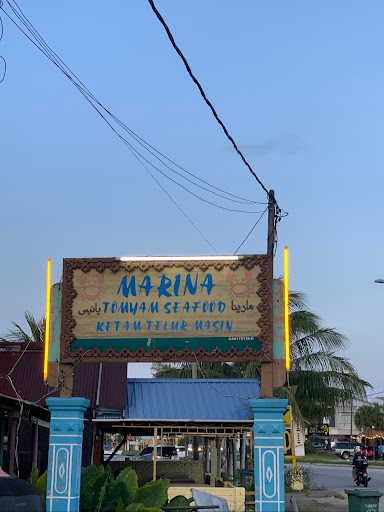 MARINA
TOMYAM SEAFOOD
KETAM TELUR MASIN
مارينا